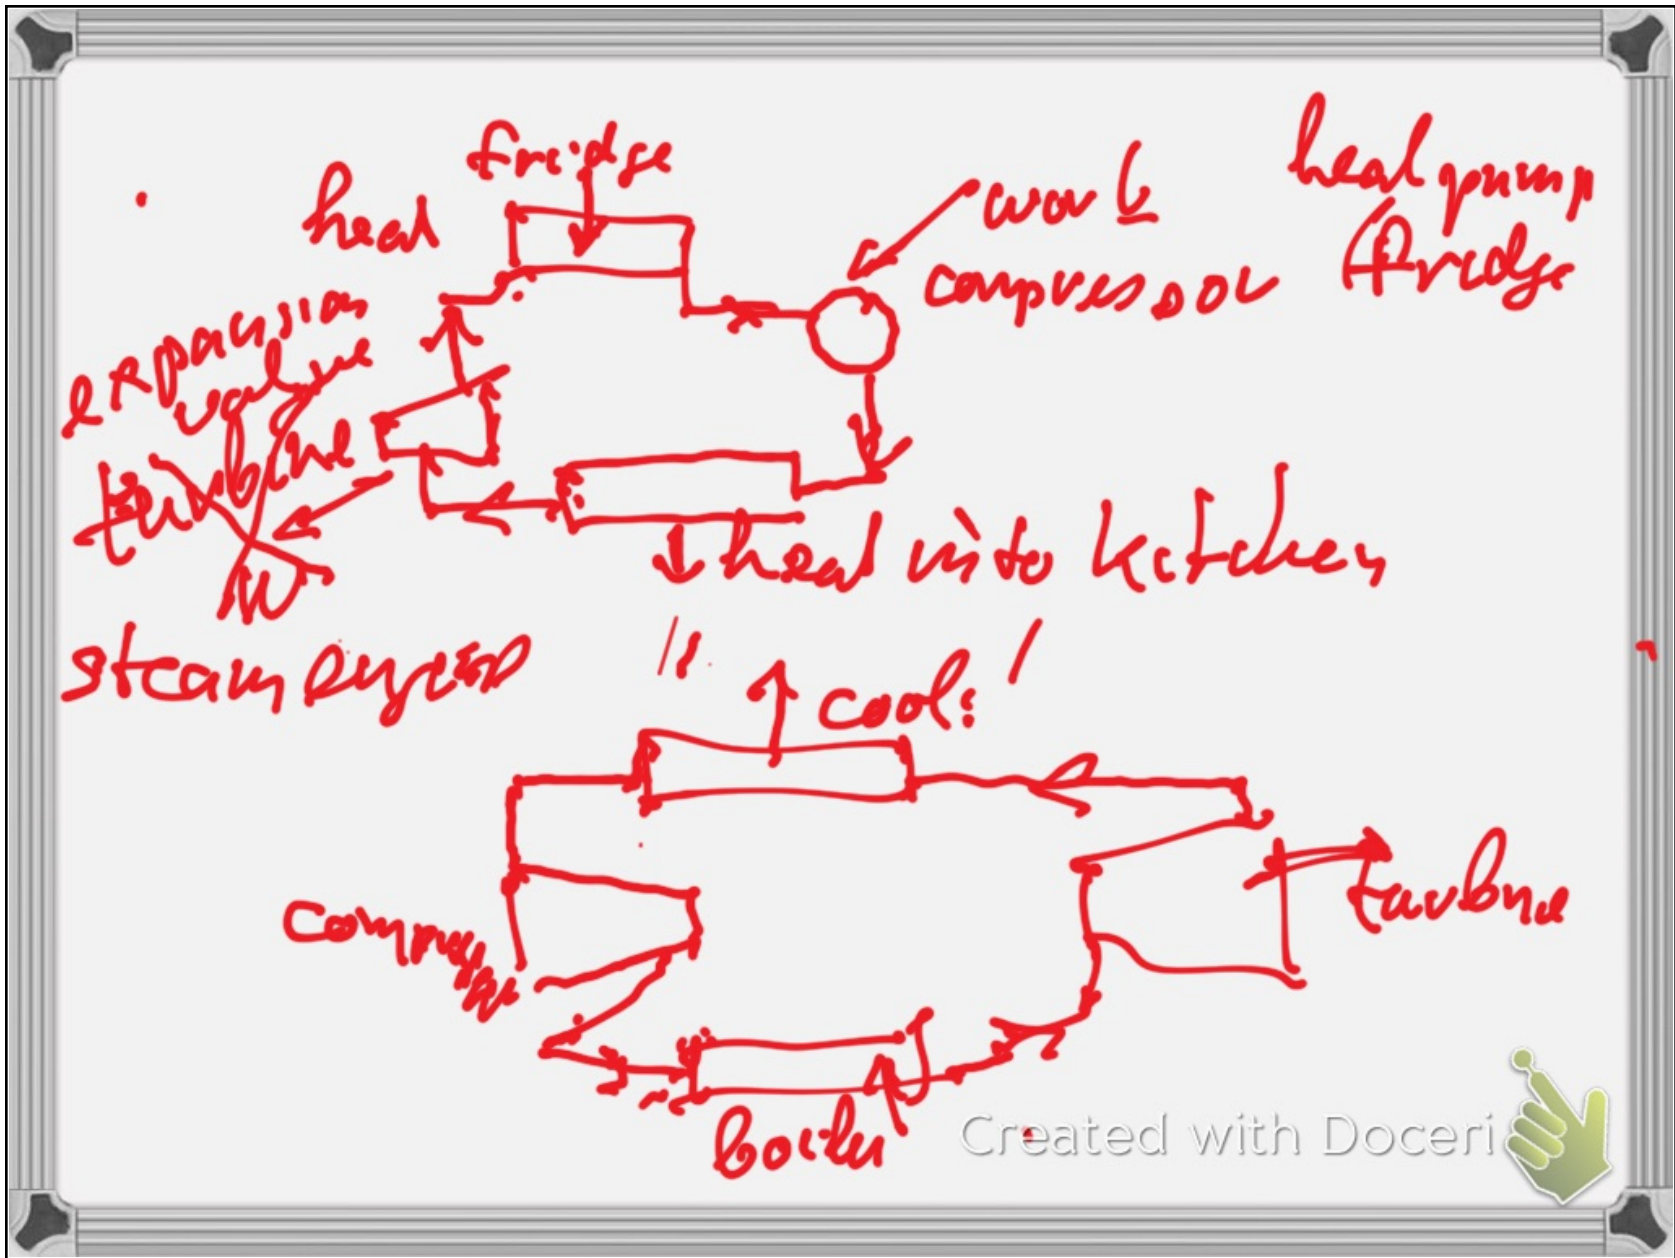 fridge
heat
work
heat pump
(fridge
compressor
expansion
valve
turbine
W
heat into kitchen
steam engine
cool
turbine
boiler
Created with Doceri